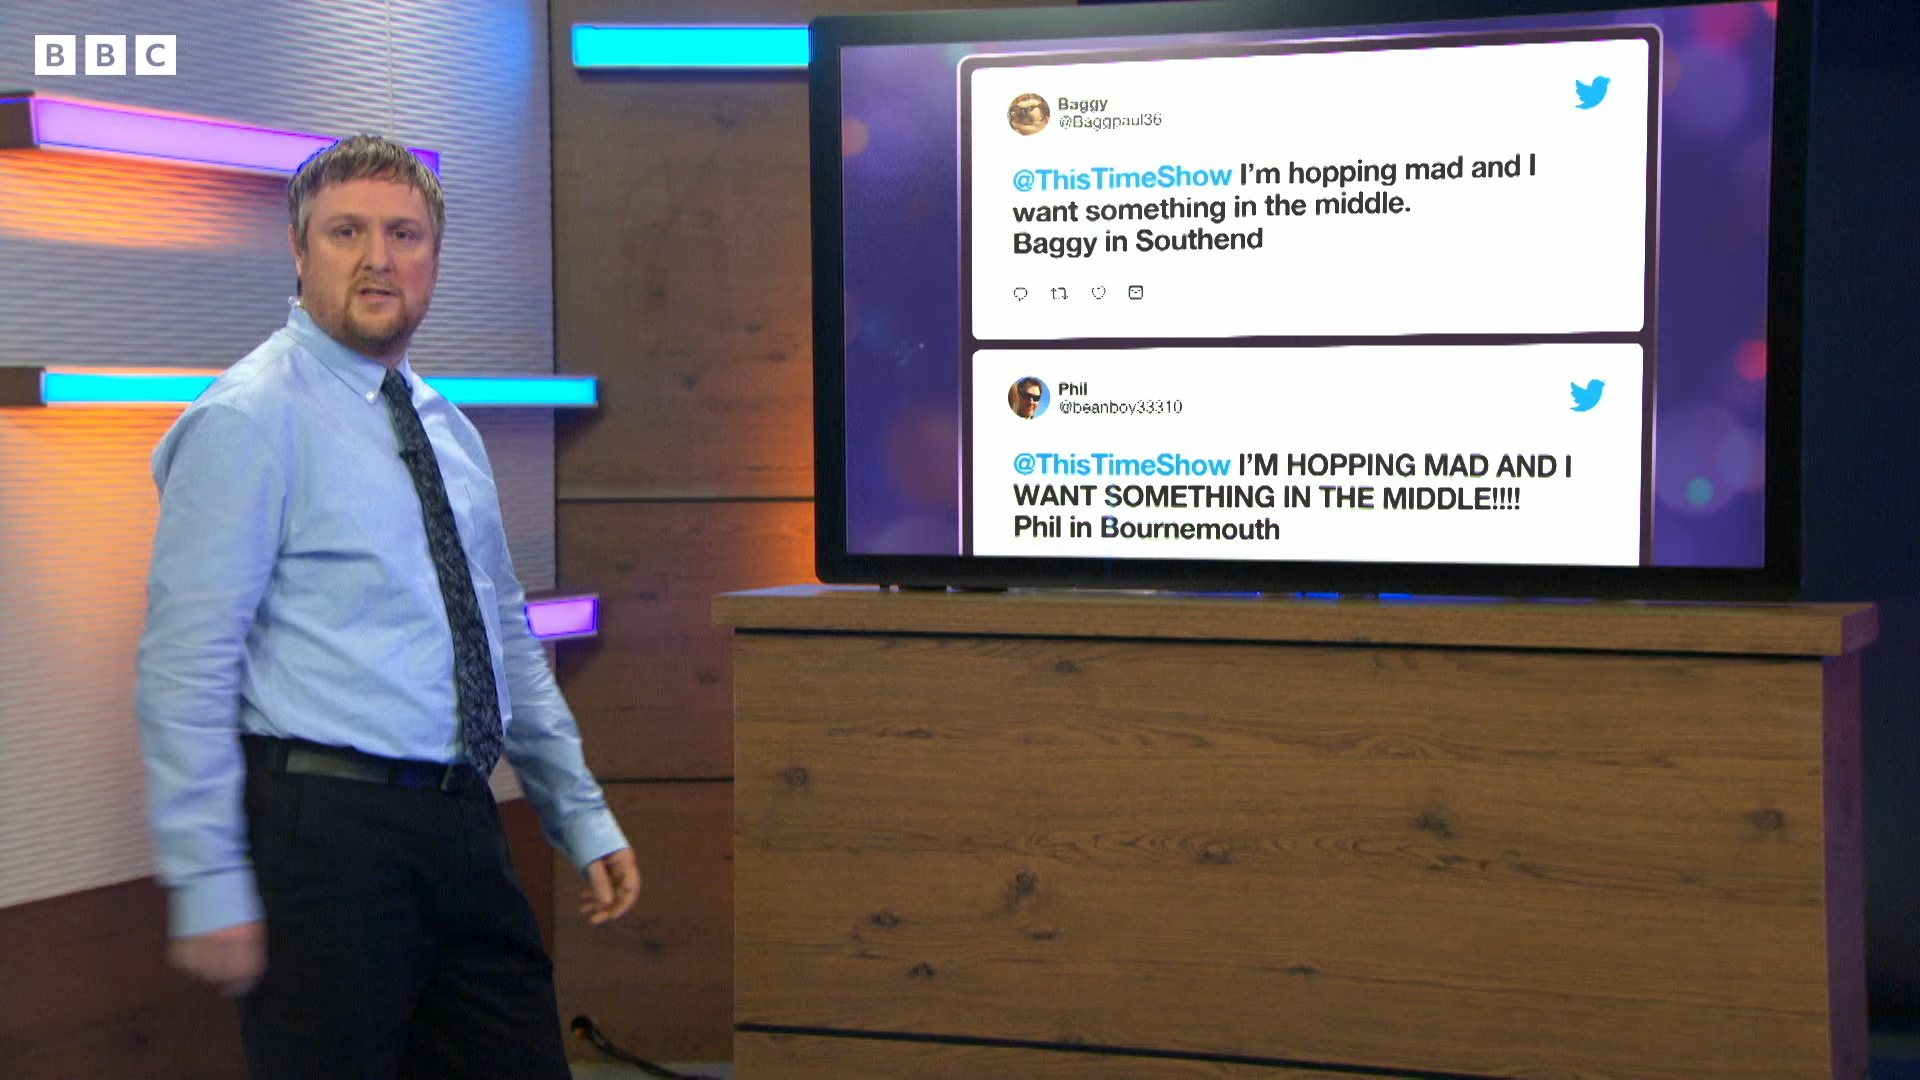 BBC
Baggy
@Baggpaul36
@ThisTimeShow I’m hopping mad and I
want something in the middle.
Baggy in Southend
Phil
@beanboy33310
@ThisTimeShow I’M HOPPING MAD AND I
WANT SOMETHING IN THE MIDDLE!!!!
Phil in Bournemouth